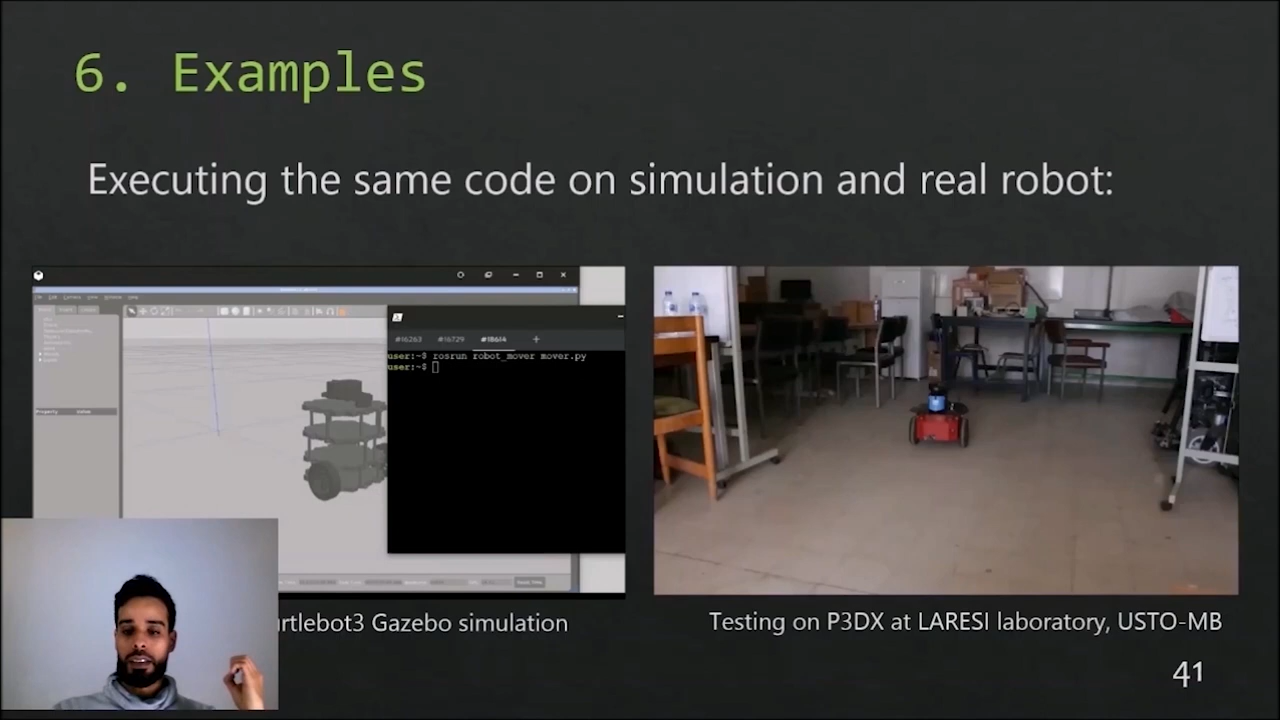 6. Examples
Executing the same code on simulation and real robot:
#16263 #16729 #18614 +
user:~$ rosrun robot_mover mover.py
user:~$
urtlebot3 Gazebo simulation
Testing on P3DX at LARESI laboratory, USTO-MB
41